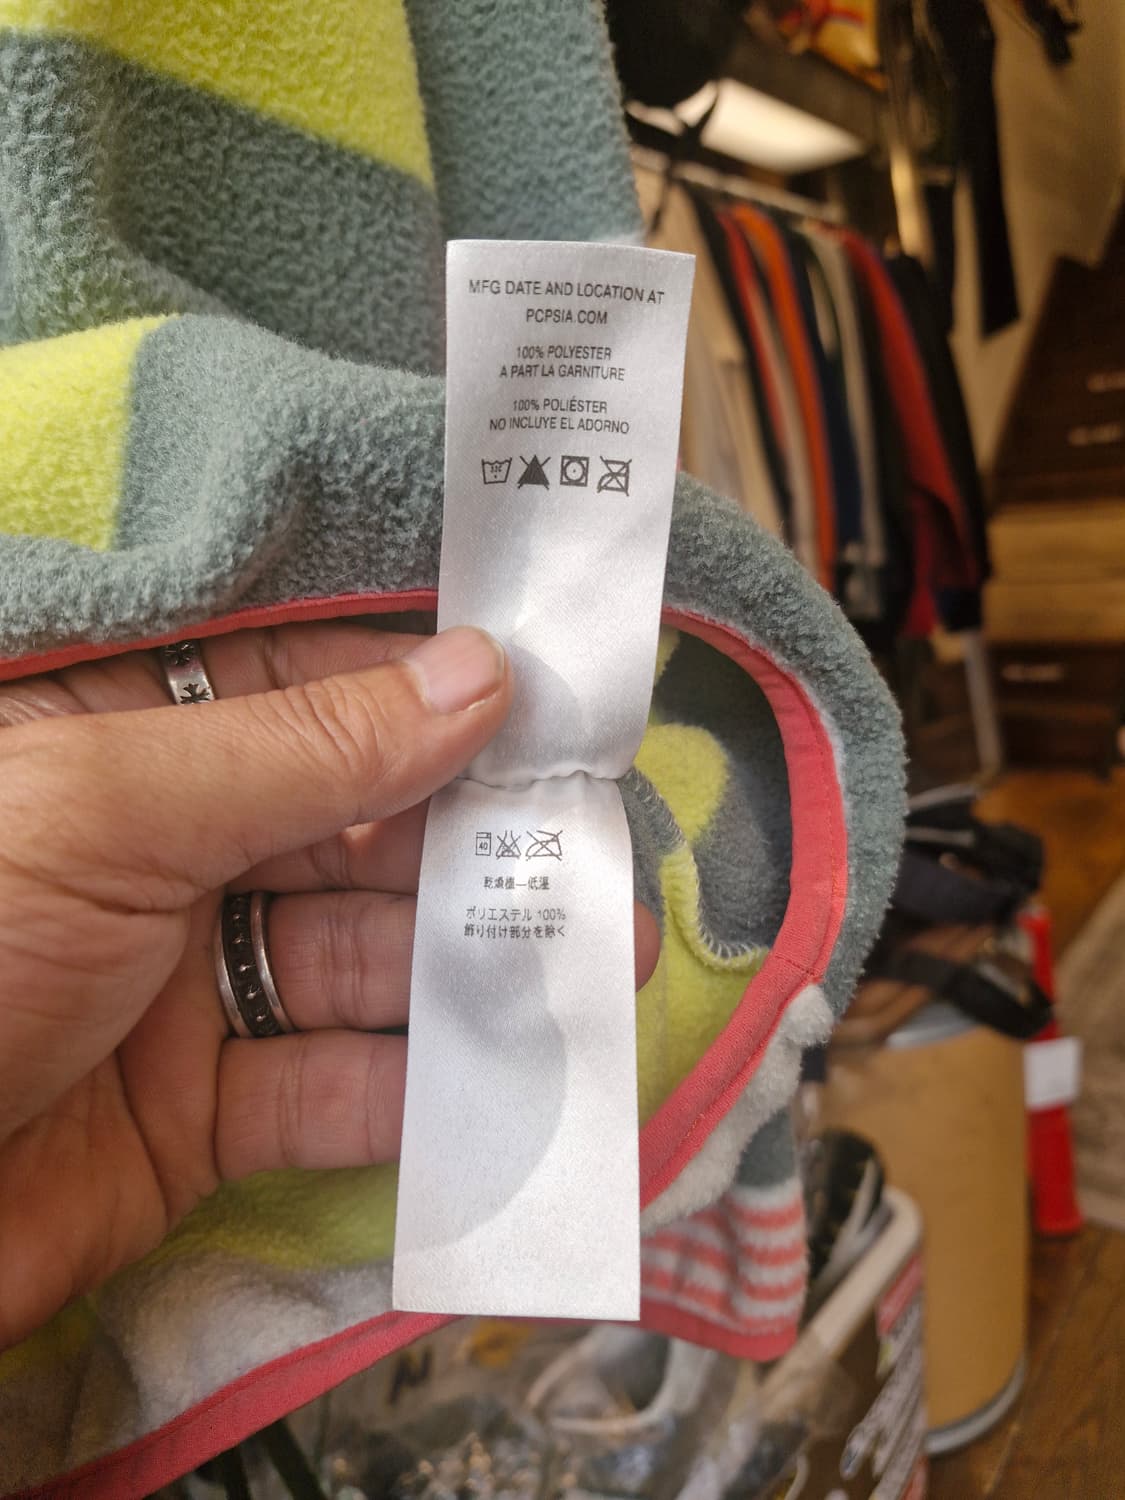 MFG DATE AND LOCATION AT
PCPSIA.COM
100% POLYESTER
A PART LA GARNITURE
100% POLIÉSTER
NO INCLUYE EL ADORNO
40
乾燥機—低温
ポリエステル 100%
飾り付け部分を除く